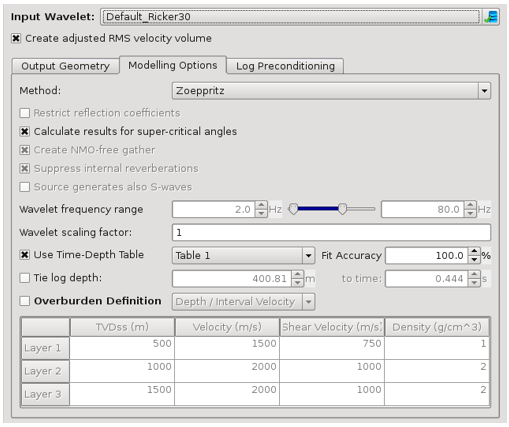 Input Wavelet: Default_Ricker30
Create adjusted RMS velocity volume
Output Geometry Modelling Options Log Preconditioning
Method: Zoeppritz
Restrict reflection coefficients
Calculate results for super-critical angles
Create NMO-free gather
Suppress internal reverberations
Source generates also S-waves
Wavelet frequency range 2.0 Hz 80.0 Hz
Wavelet scaling factor: 1
Use Time-Depth Table Table 1 Fit Accuracy 100.0 %
Tie log depth: 400.81 m to time: 0.444 s
Overburden Definition Depth / Interval Velocity
TVDss (m) Velocity (m/s) Shear Velocity (m/s) Density (g/cm^3)
Layer 1 500 1500 750 1
Layer 2 1000 2000 1000 2
Layer 3 1500 2000 1000 2